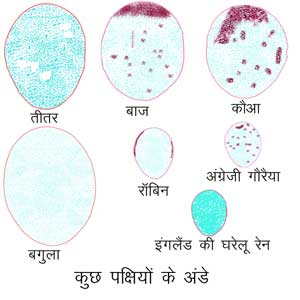 तीतर
बाज
कौआ
रॉबिन
अंग्रेजी गौरैया
बगुला
इंगलैंड की घरेलू रेन
कुछ पक्षियों के अंडे